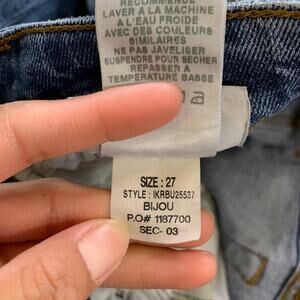 RECOMMENDÉ
LAVER A LA MACHINE
A L'EAU FROIDE
AVEC DES COULEURS
SIMILAIRES
NE PAS JAVELISER
SUSPENDRE POUR SECHER
REPASSER A
TEMPERATURE BASSE
SIZE : 27
STYLE : IKRBU25537
BIJOU
P.O# 1187700
SEC- 03